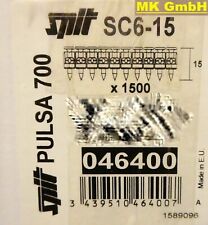 MK GmbH
SPIT SC6-15
15
x 1500
SPIT PULSA 700
046400
Made in E.U.
3 439510 464007 A
1589096